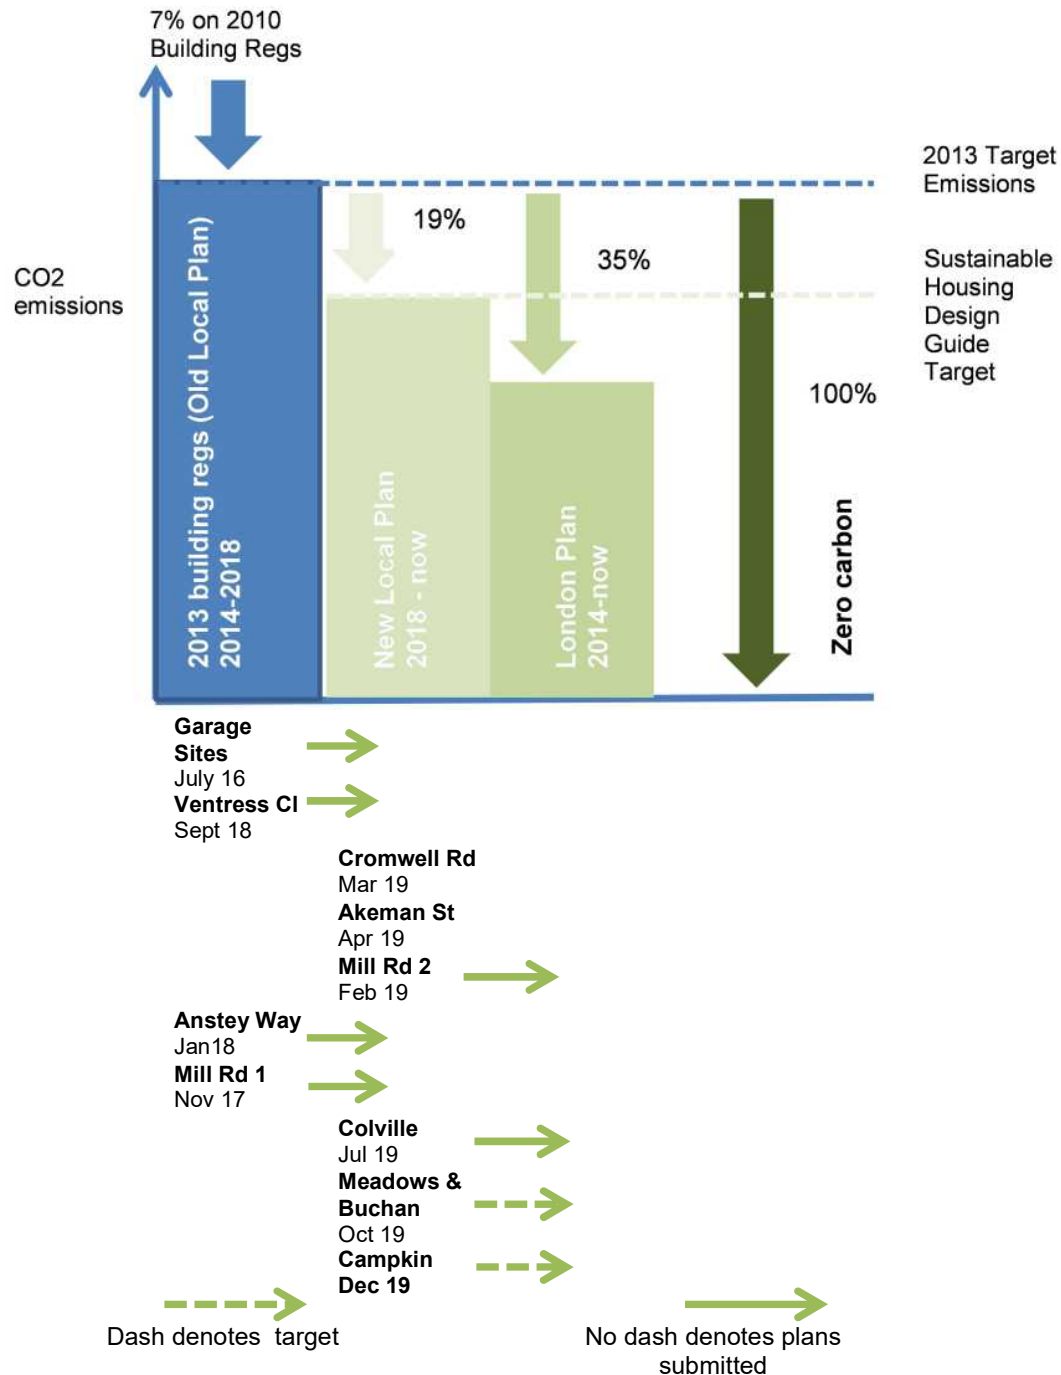 7% on 2010
Building Regs
2013 Target
Emissions
19%
35%
Sustainable
Housing
Design
Guide
Target
CO2
emissions
100%
2013 building regs (Old Local Plan)
2014-2018
New Local Plan
2018 - now
London Plan
2014-now
Zero carbon
Garage
Sites
July 16
Ventress Cl
Sept 18
Cromwell Rd
Mar 19
Akeman St
Apr 19
Mill Rd 2
Feb 19
Anstey Way
Jan18
Mill Rd 1
Nov 17
Colville
Jul 19
Meadows &
Buchan
Oct 19
Campkin
Dec 19
Dash denotes target
No dash denotes plans
submitted